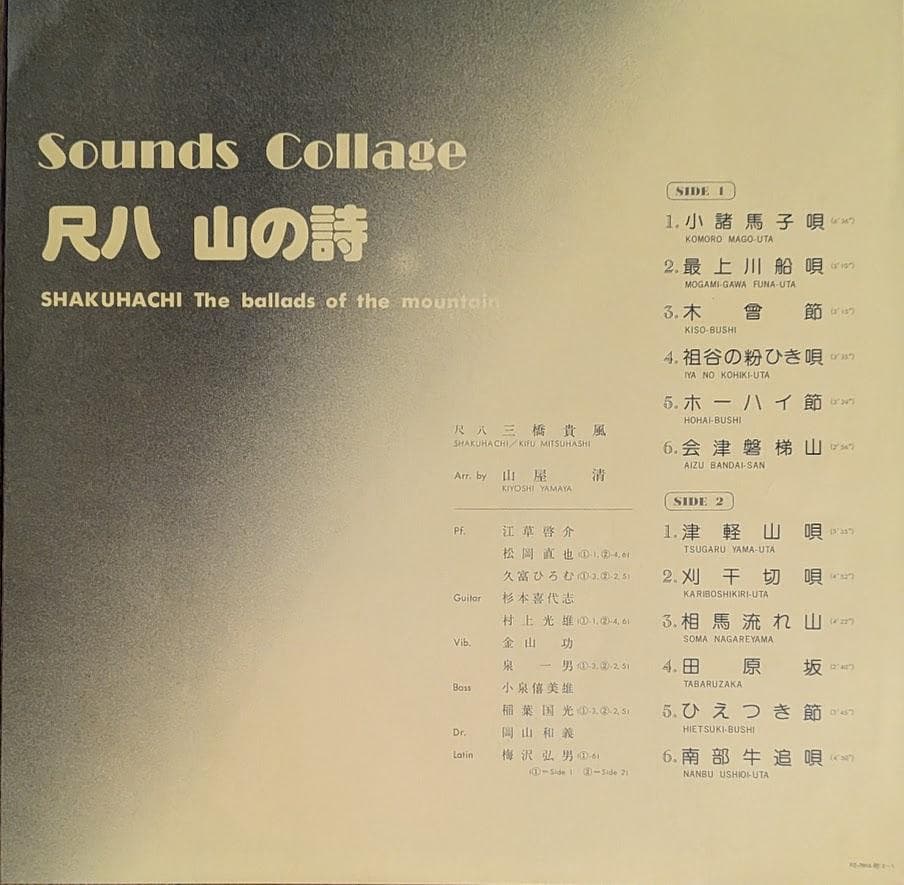 Sounds Collage
尺八 山の詩
SHAKUHACHI The ballads of the mountain
尺八 三橋貴風
SHAKUHACHI／KIFU MITSUHASHI
Arr. by 山屋 清
KIYOSHI YAMAYA
Pf. 江草啓介
松岡直也(①-1,②-4,6)
久富ひろむ(①-3,②-2,5)
Guitar 杉本喜代志
村上光雄(①-1,②-4,6)
Vib. 金山 功
泉 一男(①-3,②-2,5)
Bass 小泉僖美雄
稲葉国光(①-3,②-2,5)
Dr. 岡山和義
Latin 梅沢弘男(①-6)
(①=Side 1 ②=Side 2)
SIDE 1
1. 小諸馬子唄
KOMORO MAGO-UTA
2. 最上川船唄
MOGAMI-GAWA FUNA-UTA
3. 木曾節
KISO-BUSHI
4. 祖谷の粉ひき唄
IYA NO KOHIKI-UTA
5. ホーハイ節
HOHAI-BUSHI
6. 会津磐梯山
AIZU BANDAI-SAN
SIDE 2
1. 津軽山唄
TSUGARU YAMA-UTA
2. 刈干切唄
KARIBOSHIKIRI-UTA
3. 相馬流れ山
SOMA NAGAREYAMA
4. 田原坂
TABARUZAKA
5. ひえつき節
HIETSUKI-BUSHI
6. 南部牛追唄
NANBU USHIOI-UTA